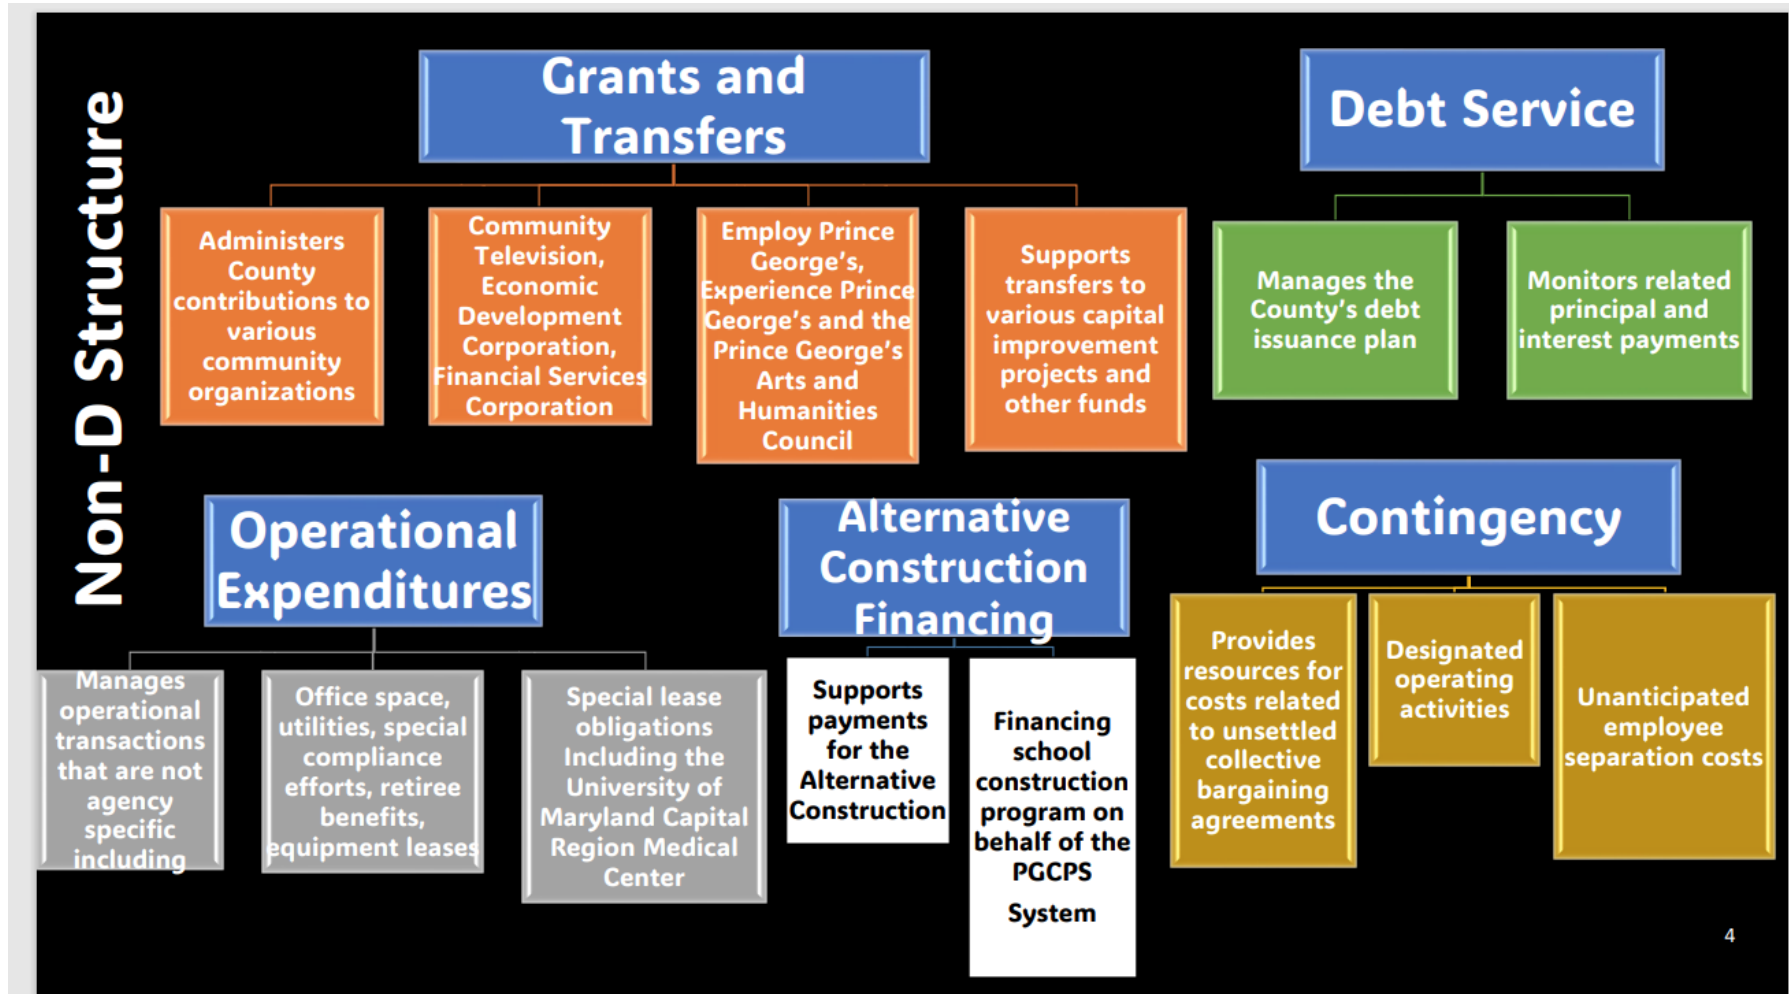 Non-D Structure
Grants and
Transfers
Administers
County
contributions to
various
community
organizations
Community
Television,
Economic
Development
Corporation,
Financial Services
Corporation
Employ Prince
George's,
Experience Prince
George's and the
Prince George's
Arts and
Humanities
Council
Supports
transfers to
various capital
improvement
projects and
other funds
Debt Service
Manages the
County's debt
issuance plan
Monitors related
principal and
interest payments
Operational
Expenditures
Manages
operational
transactions
that are not
agency
specific
including
Office space,
utilities, special
compliance
efforts, retiree
benefits,
equipment leases
Special lease
obligations
Including the
University of
Maryland Capital
Region Medical
Center
Alternative
Construction
Financing
Supports
payments
for the
Alternative
Construction
Financing
school
construction
program on
behalf of the
PGCPS
System
Contingency
Provides
resources for
costs related
to unsettled
collective
bargaining
agreements
Designated
operating
activities
Unanticipated
employee
separation costs
4